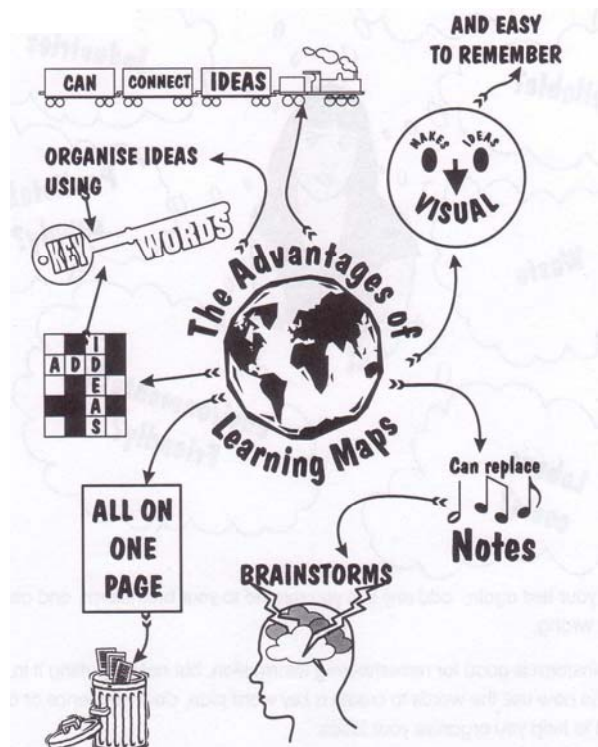 AND EASY
TO REMEMBER
CAN CONNECT IDEAS
MAKES IDEAS
VISUAL
ORGANISE IDEAS
USING
KEY WORDS
The Advantages of
Learning Maps
ADD
IDEAS
Can replace
Notes
ALL ON
ONE
PAGE
BRAINSTORMS